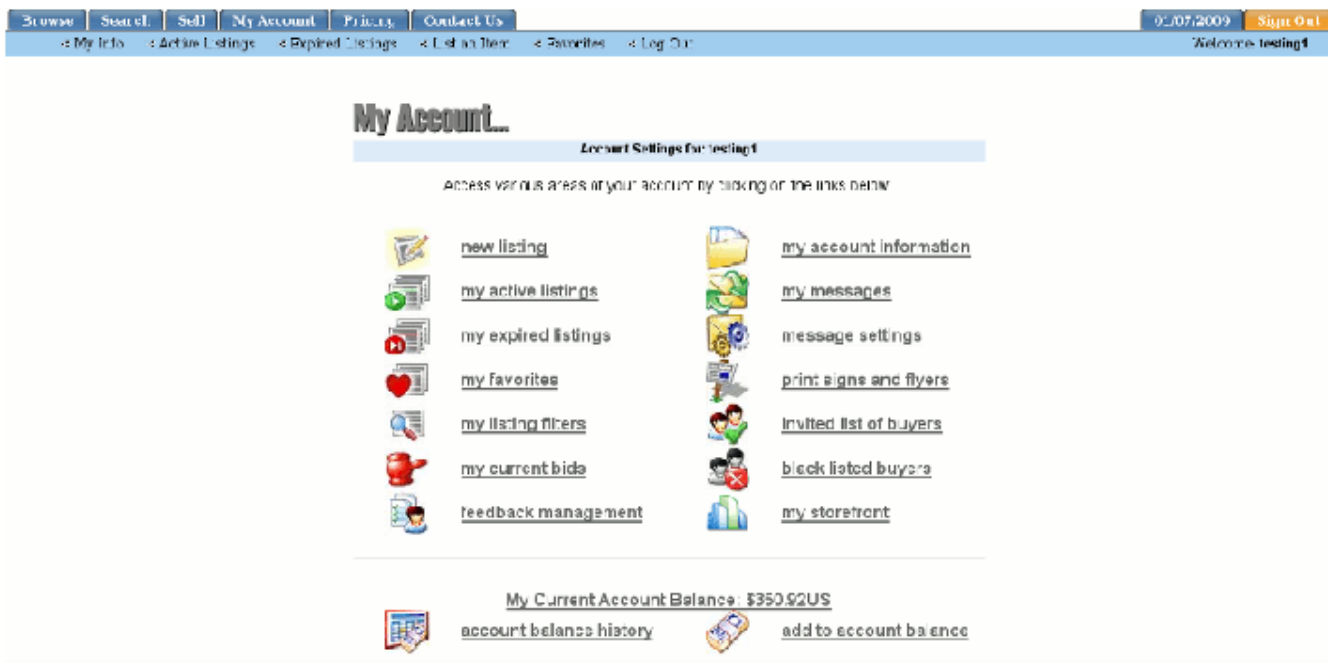 Browse Search Sell My Account Pricing Contact Us 01/07/2009 Sign Out
< My Info < Active Listings < Expired Listings < List an Item < Favorites < Log Out Welcome testing1
My Account...
Account Settings for testing1
Access various areas of your account by clicking on the links below
new listing my account information
my active listings my messages
my expired listings message settings
my favorites print signs and flyers
my listing filters invited list of buyers
my current bids black listed buyers
feedback management my storefront
My Current Account Balance: $350.92US
account balance history add to account balance